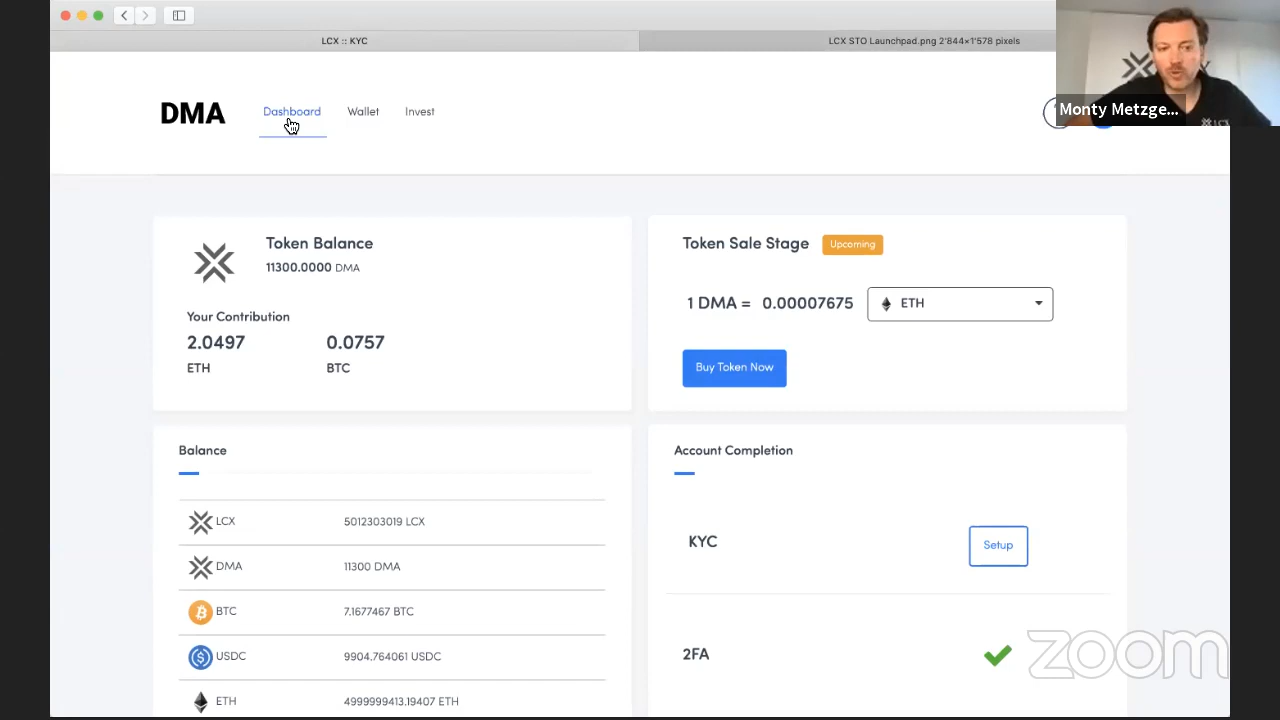 LCX :: KYC
LCX STO Launchpad.png 2'844×1'578 pixels
DMA
Dashboard
Wallet
Invest
Monty Metzge...
Token Balance
11300.0000 DMA
Your Contribution
2.0497
0.0757
ETH
BTC
Token Sale Stage
Upcoming
1 DMA = 0.00007675
ETH
Buy Token Now
Balance
LCX
5012303019 LCX
DMA
11300 DMA
BTC
7.1677467 BTC
USDC
9904.764061 USDC
ETH
4999999413.19407 ETH
Account Completion
KYC
Setup
2FA
zoom